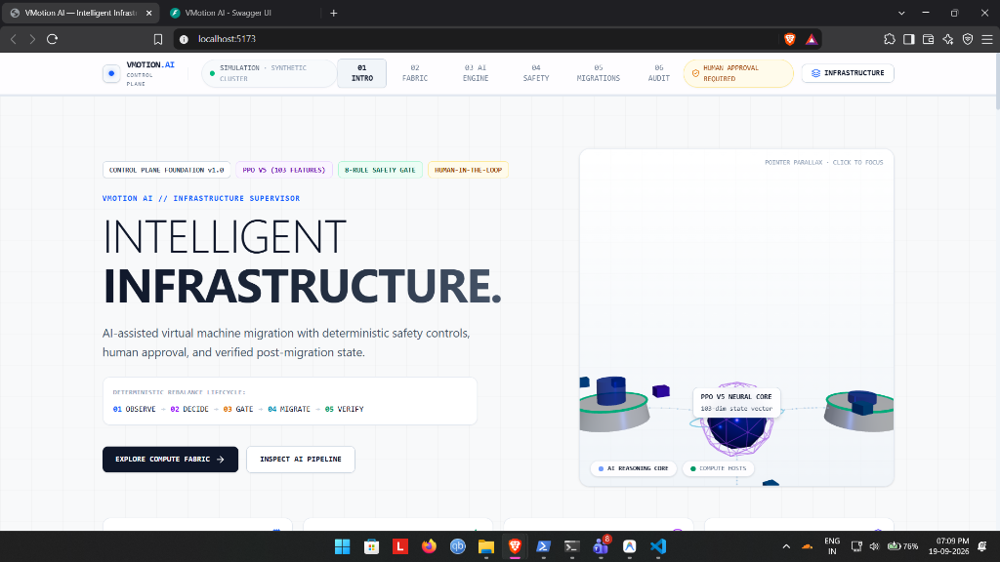 VMotion AI — Intelligent Infrast
VMotion AI - Swagger UI
localhost:5173
VMOTION.AI
CONTROL
PLANE
SIMULATION · SYNTHETIC
CLUSTER
01
INTRO
02
FABRIC
03 AI
ENGINE
04
SAFETY
05
MIGRATIONS
06
AUDIT
HUMAN APPROVAL
REQUIRED
INFRASTRUCTURE
POINTER PARALLAX · CLICK TO FOCUS
CONTROL PLANE FOUNDATION v1.0
PPO V5 (103 FEATURES)
8-RULE SAFETY GATE
HUMAN-IN-THE-LOOP
VMOTION AI // INFRASTRUCTURE SUPERVISOR
INTELLIGENT
INFRASTRUCTURE.
AI-assisted virtual machine migration with deterministic safety controls,
human approval, and verified post-migration state.
DETERMINISTIC REBALANCE LIFECYCLE:
01 OBSERVE → 02 DECIDE → 03 GATE → 04 MIGRATE → 05 VERIFY
EXPLORE COMPUTE FABRIC →
INSPECT AI PIPELINE
PPO V5 NEURAL CORE
103-dim state vector
AI REASONING CORE
COMPUTE HOSTS
L
qb
8
ENG
IN
76%
07:09 PM
19-09-2026